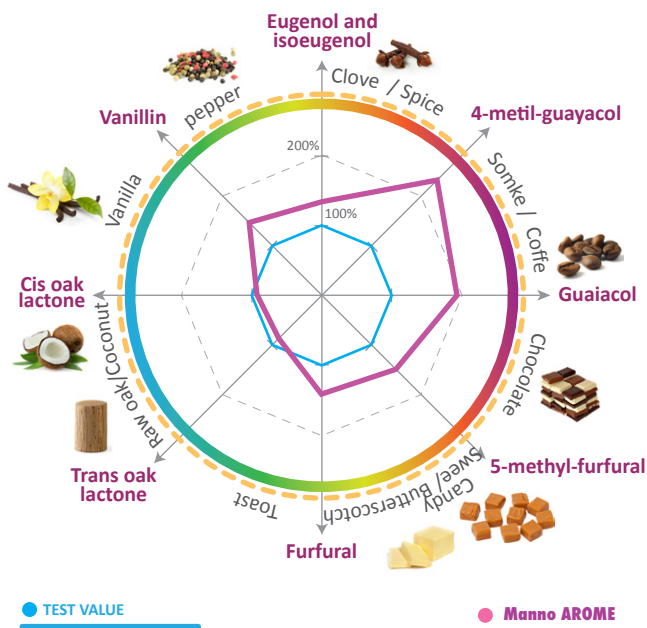 Eugenol and
isoeugenol
Clove / Spice
pepper
Vanillin
4-metil-guayacol
200%
Somke / Coffe
Vanilla
100%
Cis oak
lactone
Guaiacol
Raw oak/Coconut
Chocolate
Trans oak
lactone
5-methyl-furfural
Toast
Swee/ Butterscotch
Candy
Furfural
TEST VALUE
Manno AROME